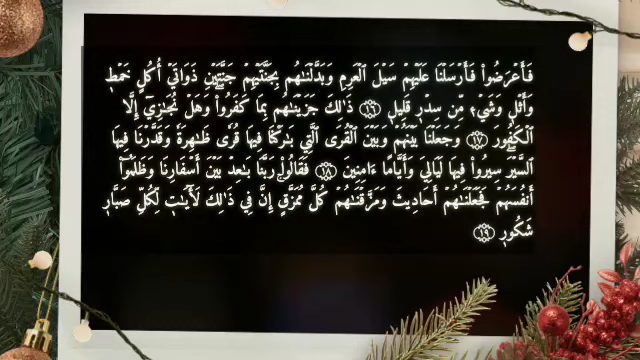 فَأَعۡرَضُواْ فَأَرۡسَلۡنَا عَلَيۡهِمۡ سَيۡلَ ٱلۡعَرِمِ وَبَدَّلۡنَٰهُم بِجَنَّتَيۡهِمۡ جَنَّتَيۡنِ ذَوَاتَيۡ أُكُلٍ خَمۡطٖ
وَأَثۡلٖ وَشَيۡءٖ مِّن سِدۡرٖ قَلِيلٖ ١٦ ذَٰلِكَ جَزَيۡنَٰهُم بِمَا كَفَرُواْۖ وَهَلۡ نُجَٰزِيٓ إِلَّا
ٱلۡكَفُورَ ١٧ وَجَعَلۡنَا بَيۡنَهُمۡ وَبَيۡنَ ٱلۡقُرَى ٱلَّتِي بَٰرَكۡنَا فِيهَا قُرٗى ظَٰهِرَةٗ وَقَدَّرۡنَا فِيهَا
ٱلسَّيۡرَۖ سِيرُواْ فِيهَا لَيَالِيَ وَأَيَّامًا ءَامِنِينَ ١٨ فَقَالُواْ رَبَّنَا بَٰعِدۡ بَيۡنَ أَسۡفَارِنَا وَظَلَمُوٓاْ
أَنفُسَهُمۡ فَجَعَلۡنَٰهُمۡ أَحَادِيثَ وَمَزَّقۡنَٰهُمۡ كُلَّ مُمَزَّقٍۚ إِنَّ فِي ذَٰلِكَ لَأٓيَٰتٖ لِّكُلِّ صَبَّارٖ
شَكُورٖ ١٩